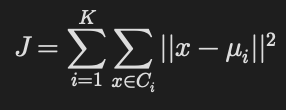 J = \sum_{i=1}^{K} \sum_{x \in C_i} ||x - \mu_i||^2